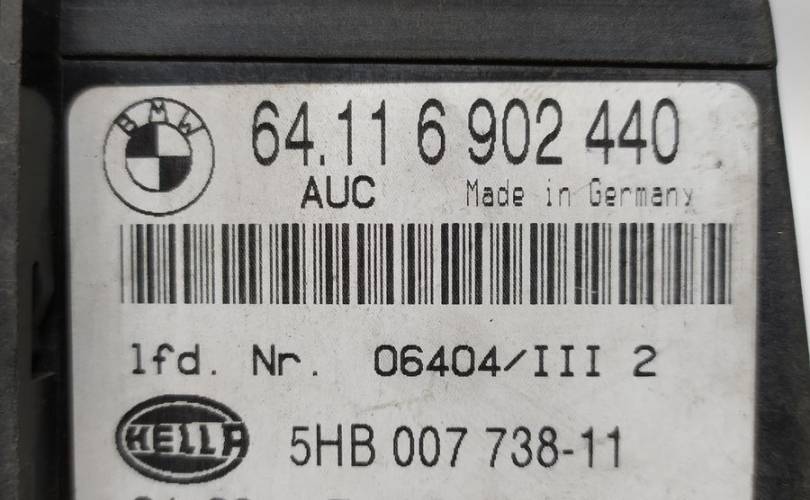 BMW 64.11 6 902 440
AUC Made in Germany
lfd. Nr. 06404/III 2
HELLA 5HB 007 738-11